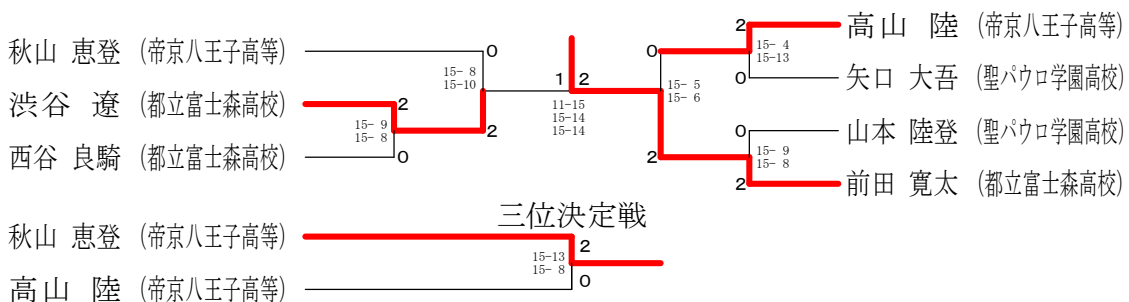 秋山 恵登 (帝京八王子高等)
渋谷 遼 (都立富士森高校)
西谷 良騎 (都立富士森高校)
0
15- 8
15-10
2
2
15- 9
15- 8
0
1 2
11-15
15-14
15-14
高山 陸 (帝京八王子高等)
矢口 大吾 (聖パウロ学園高校)
山本 陸登 (聖パウロ学園高校)
前田 寛太 (都立富士森高校)
2
15- 4
15-13
0
0
15- 5
15- 6
2
0
15- 9
15- 8
2
三位決定戦
秋山 恵登 (帝京八王子高等)
高山 陸 (帝京八王子高等)
2
15-13
15- 8
0